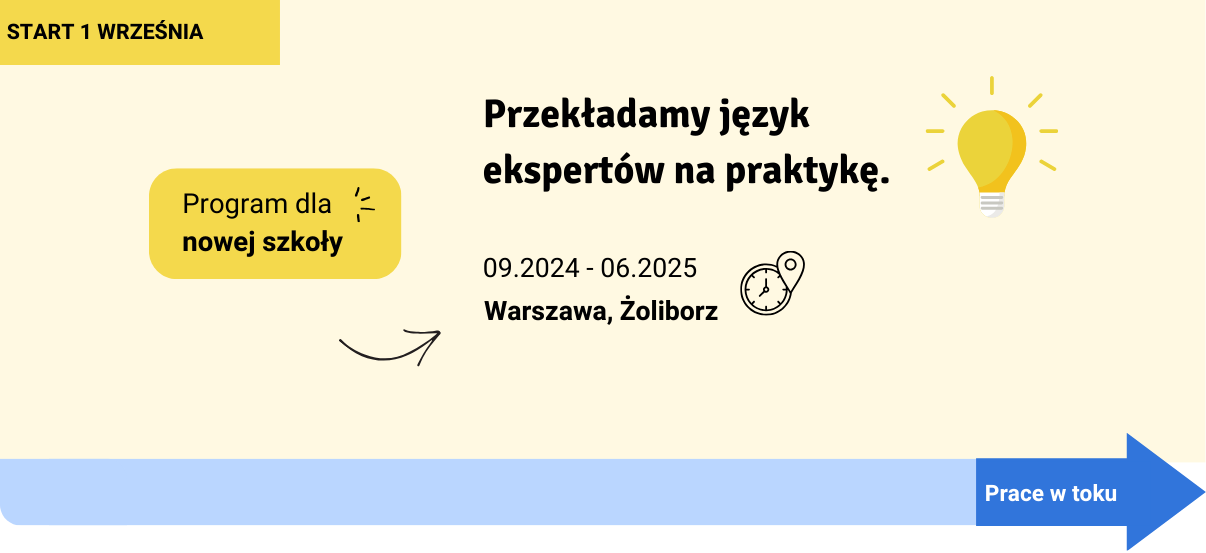 START 1 WRZEŚNIA
Przekładamy język
ekspertów na praktykę.
Program dla
nowej szkoły
09.2024 - 06.2025
Warszawa, Żoliborz
Prace w toku